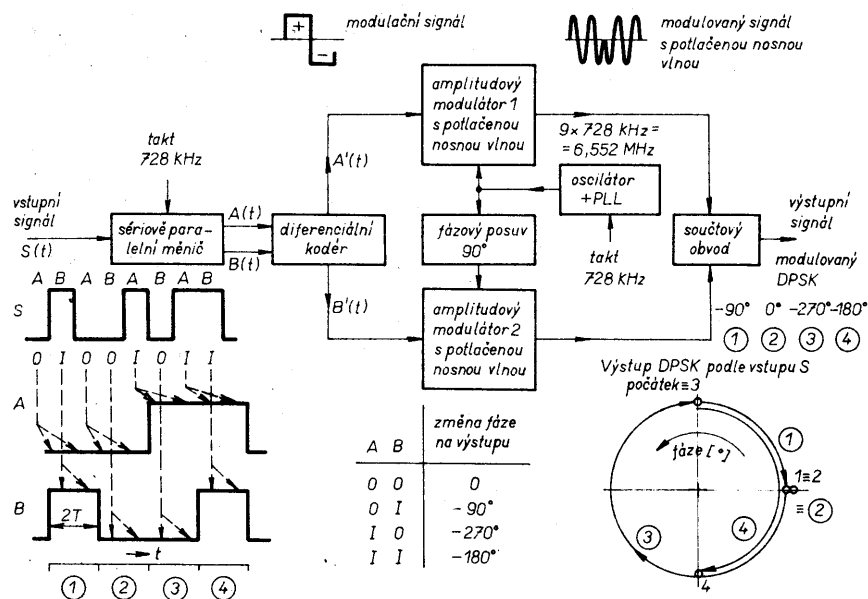 +
−
modulační signál
modulovaný signál
s potlačenou nosnou
vlnou
amplitudový
modulátor 1
s potlačenou
nosnou vlnou
takt
728 KHz
A'(t)
9× 728 KHz =
= 6,552 MHz
oscilátor
+PLL
vstupní
signál
S(t)
sériově para-
lelní měnič
A(t)
B(t)
diferenciální
kodér
fázový posuv
90°
takt
728 KHz
součtový
obvod
výstupní
signál
modulovaný
DPSK
B'(t)
amplitudový
modulátor 2
s potlačenou
nosnou vlnou
-90° 0° -270° -180°
1 2 3 4
A B A B A B A B
S
0 I 0 0 I 0 I I
A
B
2T
t
1 2 3 4
A B změna fáze
na výstupu
0 0 0
0 I -90°
I 0 -270°
I I -180°
Výstup DPSK podle vstupu S
počátek≡3
fáze [°]
1
1≡2
≡ 2
3
4
4